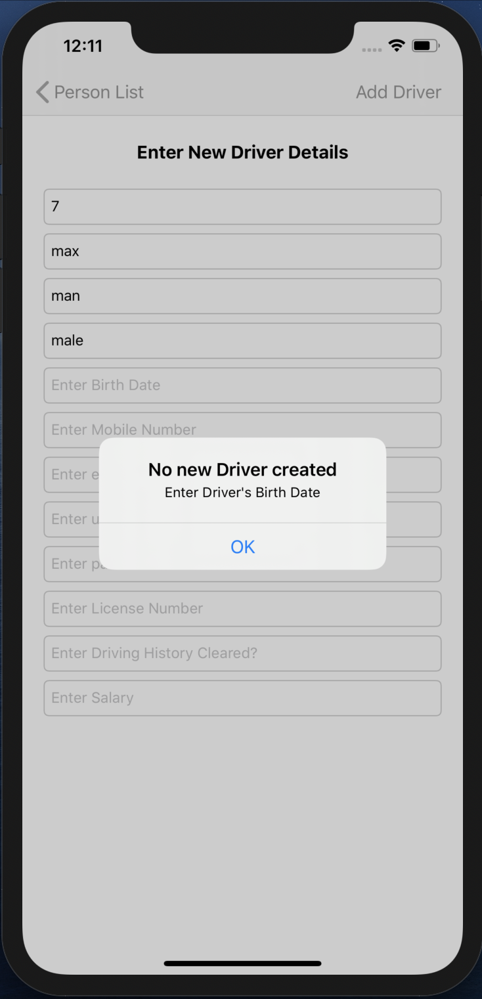 12:11
Person List
Add Driver
Enter New Driver Details
7
max
man
male
Enter Birth Date
Enter Mobile Number
Enter
No new Driver created
Enter Driver's Birth Date
Enter
OK
Enter
Enter License Number
Enter Driving History Cleared?
Enter Salary